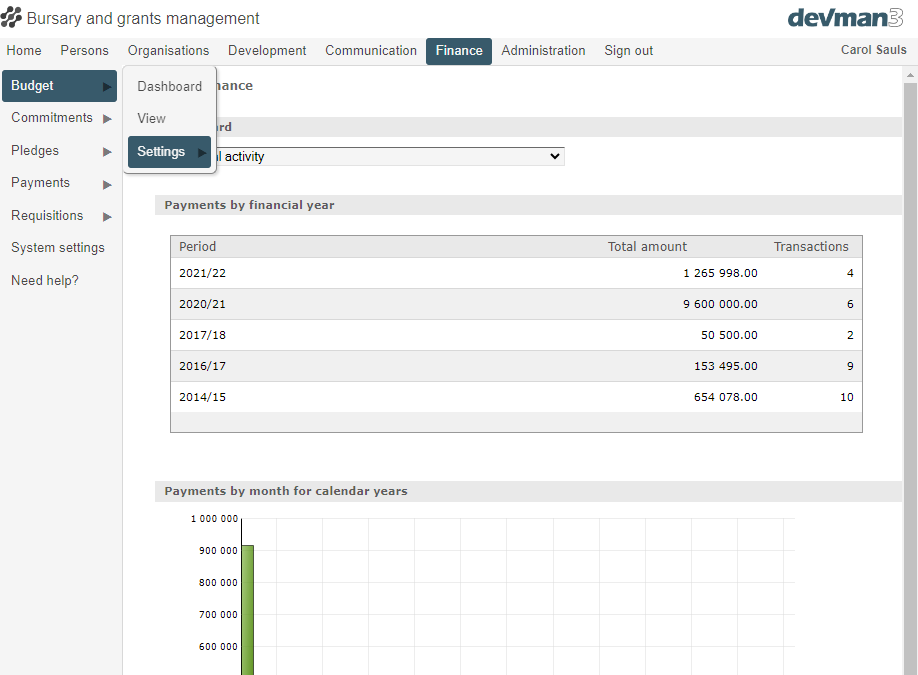 Bursary and grants management
devman3
Home Persons Organisations Development Communication Finance Administration Sign out Carol Sauls
Budget
Commitments
Pledges
Payments
Requisitions
System settings
Need help?
Dashboard
View
Settings
activity
Payments by financial year
Period Total amount Transactions
2021/22 1 265 998.00 4
2020/21 9 600 000.00 6
2017/18 50 500.00 2
2016/17 153 495.00 9
2014/15 654 078.00 10
Payments by month for calendar years
1 000 000
900 000
800 000
700 000
600 000